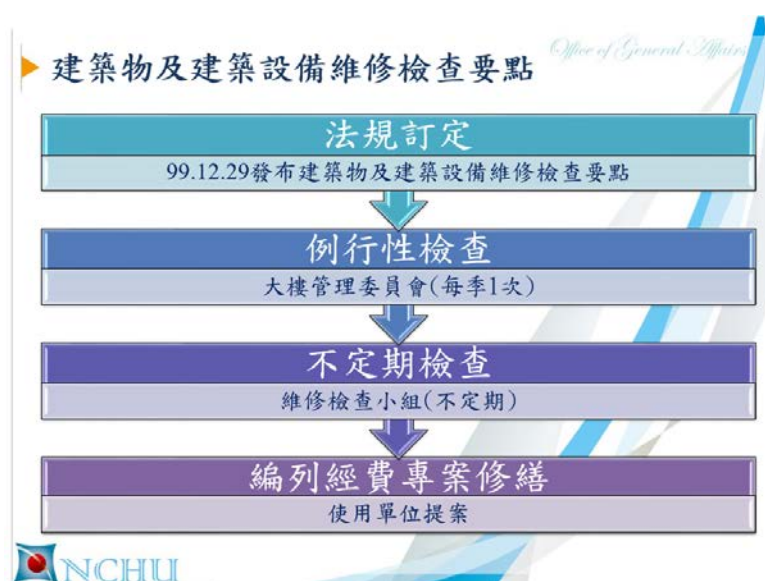 Office of General Affairs
建築物及建築設備維修檢查要點
法規訂定
99.12.29發布建築物及建築設備維修檢查要點
例行性檢查
大樓管理委員會(每季1次)
不定期檢查
維修檢查小組(不定期)
編列經費專案修繕
使用單位提案
NCHU